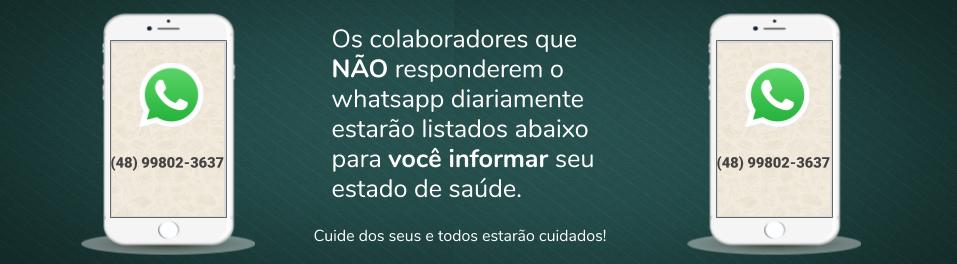 (48) 99802-3637
Os colaboradores que
NÃO responderem o
whatsapp diariamente
estarão listados abaixo
para você informar seu
estado de saúde.
Cuide dos seus e todos estarão cuidados!
(48) 99802-3637